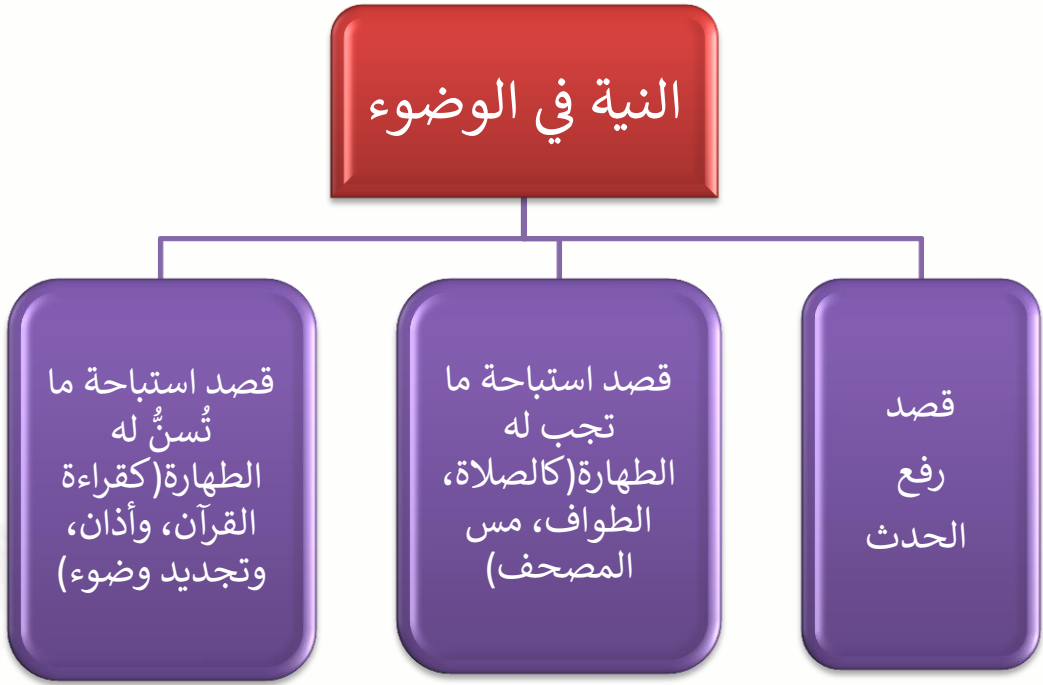 النية في الوضوء
قصد
رفع
الحدث
قصد استباحة ما
تجب له
الطهارة(كالصلاة،
الطواف، مس
المصحف)
قصد استباحة ما
تُسنُّ له
الطهارة(كقراءة
القرآن، وأذان،
وتجديد وضوء)